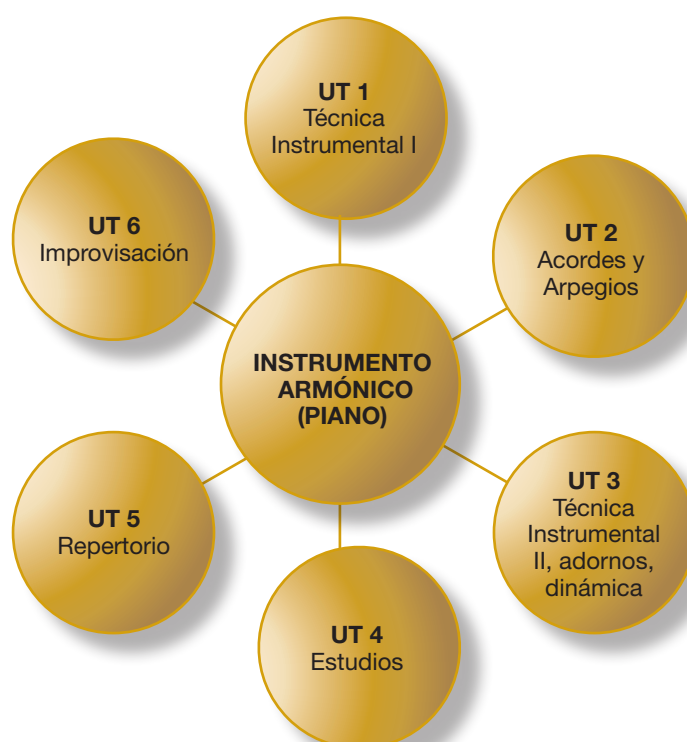 UT 1
Técnica
Instrumental I
UT 2
Acordes y
Arpegios
UT 3
Técnica
Instrumental
II, adornos,
dinámica
UT 4
Estudios
UT 5
Repertorio
UT 6
Improvisación
INSTRUMENTO
ARMÓNICO
(PIANO)